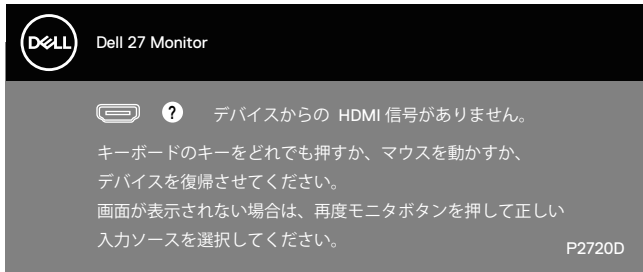 DELL
Dell 27 Monitor
? デバイスからの HDMI 信号がありません。
キーボードのキーをどれでも押すか、マウスを動かすか、
デバイスを復帰させてください。
画面が表示されない場合は、再度モニタボタンを押して正しい
入力ソースを選択してください。
P2720D